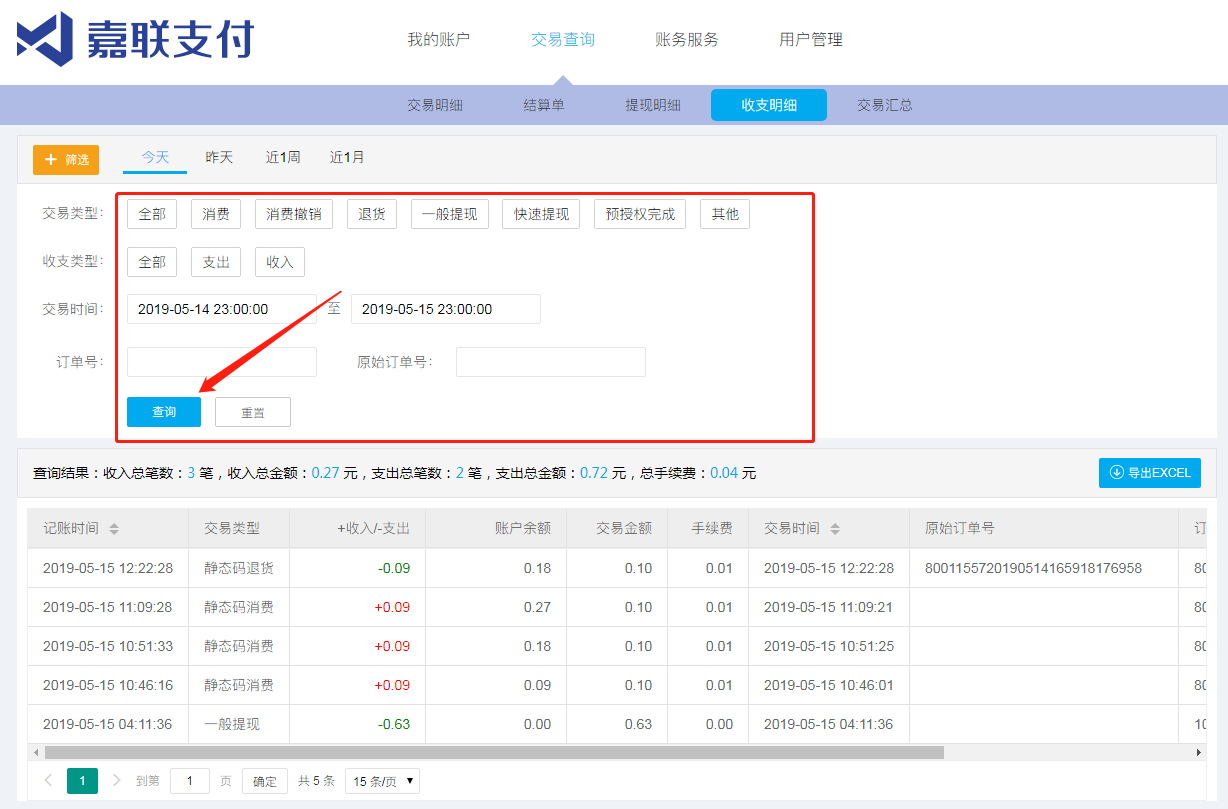 嘉联支付
我的账户 交易查询 账务服务 用户管理
交易明细 结算单 提现明细 收支明细 交易汇总
+ 筛选 今天 昨天 近1周 近1月
交易类型: 全部 消费 消费撤销 退货 一般提现 快速提现 预授权完成 其他
收支类型: 全部 支出 收入
交易时间: 2019-05-14 23:00:00 至 2019-05-15 23:00:00
订单号: 原始订单号:
查询 重置
查询结果：收入总笔数：3 笔，收入总金额：0.27 元，支出总笔数：2 笔，支出总金额：0.72 元，总手续费：0.04 元 导出EXCEL
记账时间 交易类型 +收入/-支出 账户余额 交易金额 手续费 交易时间 原始订单号 订
2019-05-15 12:22:28 静态码退货 -0.09 0.18 0.10 0.01 2019-05-15 12:22:28 8001155720190514165918176958 80
2019-05-15 11:09:28 静态码消费 +0.09 0.27 0.10 0.01 2019-05-15 11:09:21 80
2019-05-15 10:51:33 静态码消费 +0.09 0.18 0.10 0.01 2019-05-15 10:51:25 80
2019-05-15 10:46:16 静态码消费 +0.09 0.09 0.10 0.01 2019-05-15 10:46:01 80
2019-05-15 04:11:36 一般提现 -0.63 0.00 0.63 0.00 2019-05-15 04:11:36 10
1 到第 1 页 确定 共 5 条 15 条/页